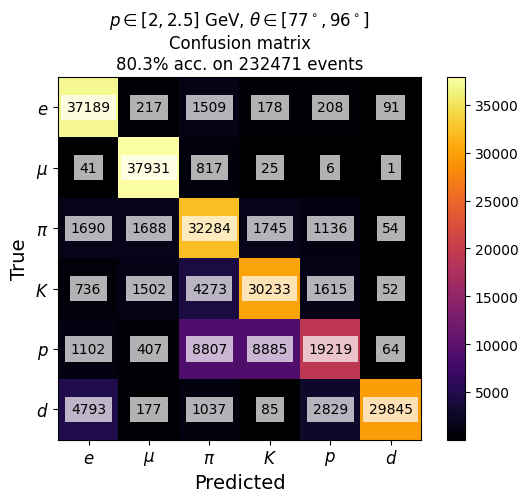 p ∈ [2, 2.5] GeV, θ ∈ [77°, 96°]
Confusion matrix
80.3% acc. on 232471 events
e 37189 217 1509 178 208 91
μ 41 37931 817 25 6 1
π 1690 1688 32284 1745 1136 54
K 736 1502 4273 30233 1615 52
p 1102 407 8807 8885 19219 64
d 4793 177 1037 85 2829 29845
e μ π K p d
True
Predicted
35000
30000
25000
20000
15000
10000
5000